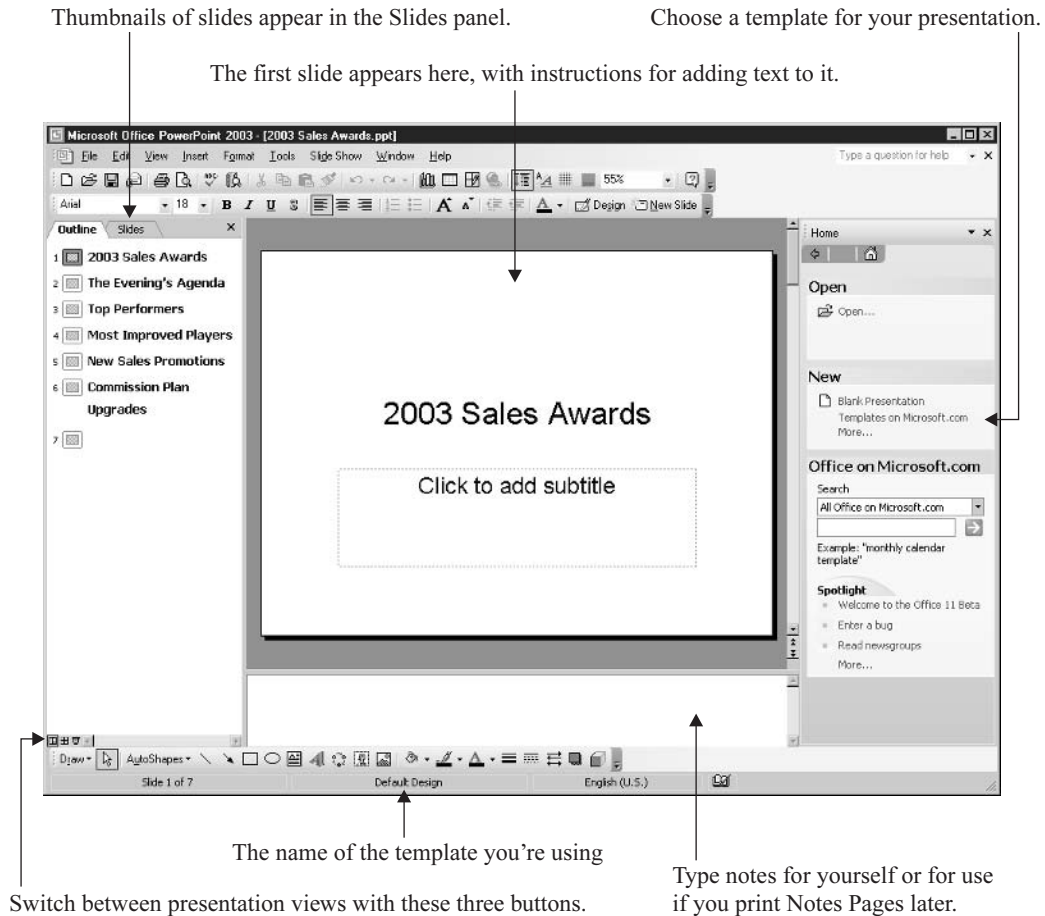 Thumbnails of slides appear in the Slides panel.
Choose a template for your presentation.
The first slide appears here, with instructions for adding text to it.
Microsoft Office PowerPoint 2003 - [2003 Sales Awards.ppt]
File Edit View Insert Format Tools Slide Show Window Help
Type a question for help
55%
Arial 18 B I U S A A A Design New Slide
Outline Slides
Home
1 2003 Sales Awards
2 The Evening's Agenda
3 Top Performers
4 Most Improved Players
5 New Sales Promotions
6 Commission Plan
Upgrades
7
2003 Sales Awards
Click to add subtitle
Open
Open...
New
Blank Presentation
Templates on Microsoft.com
More...
Office on Microsoft.com
Search
All Office on Microsoft.com
Example: "monthly calendar
template"
Spotlight
Welcome to the Office 11 Beta
Enter a bug
Read newsgroups
More...
Draw AutoShapes
Slide 1 of 7 Default Design English (U.S.)
The name of the template you're using
Switch between presentation views with these three buttons.
Type notes for yourself or for use
if you print Notes Pages later.